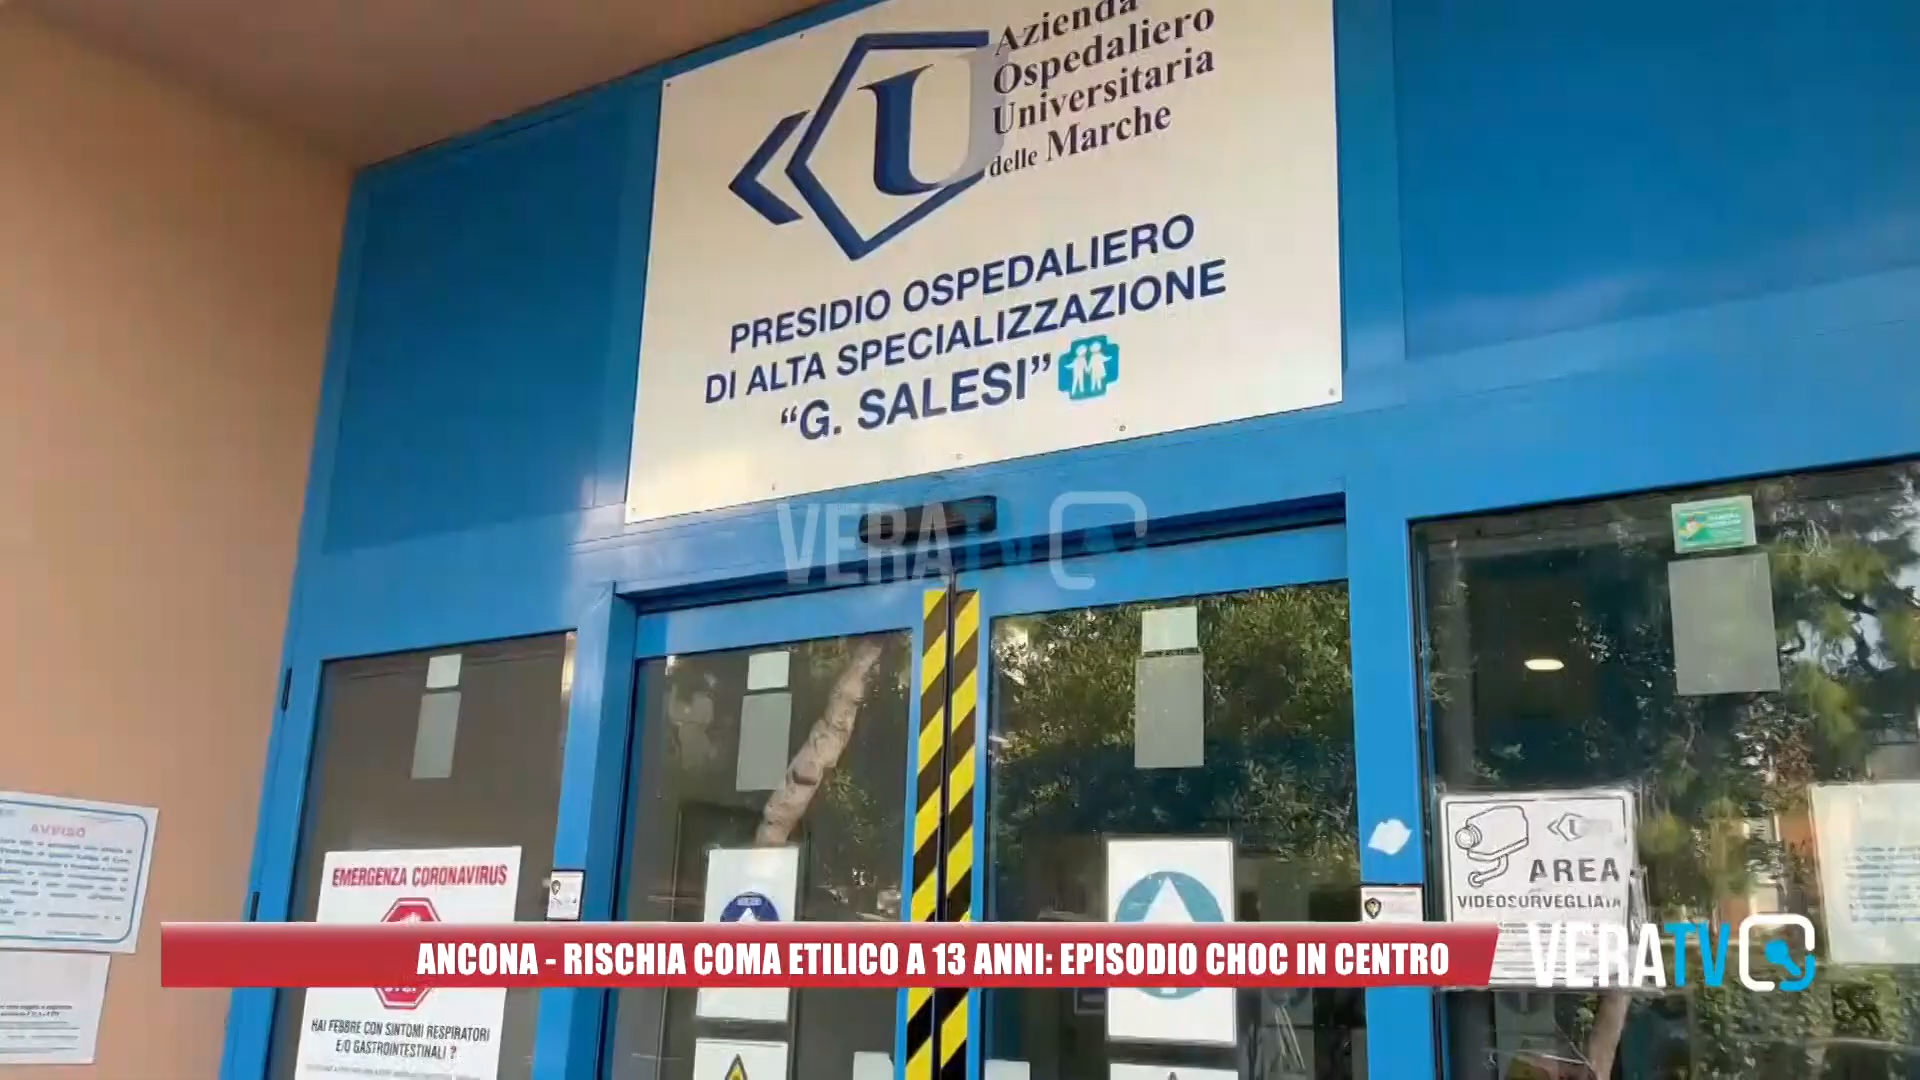 Azienda
Ospedaliero
Universitaria
delle Marche
U
PRESIDIO OSPEDALIERO
DI ALTA SPECIALIZZAZIONE
“G. SALESI”
VERATV
AVVISO
EMERGENZA CORONAVIRUS
HAI FEBBRE CON SINTOMI RESPIRATORI
E/O GASTROINTESTINALI ?
AREA
VIDEOSORVEGLIATA
ANCONA - RISCHIA COMA ETILICO A 13 ANNI: EPISODIO CHOC IN CENTRO
VERATV